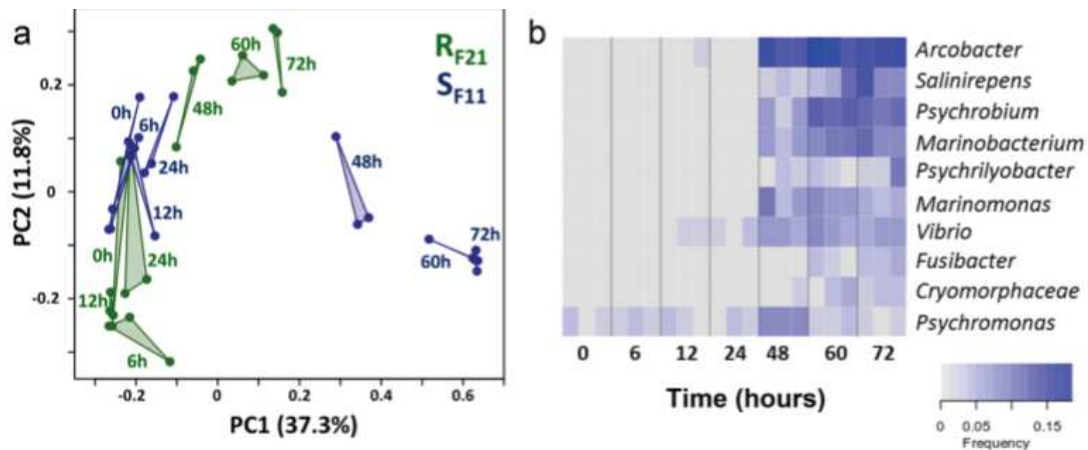 a
R_F21
S_F11
0h
6h
24h
12h
48h
60h
72h
48h
60h
72h
0h
24h
12h
6h
0.2
0
-0.2
PC2 (11.8%)
-0.2
0
0.2
0.4
0.6
PC1 (37.3%)
b
Arcobacter
Salinirepens
Psychrobium
Marinobacterium
Psychrilyobacter
Marinomonas
Vibrio
Fusibacter
Cryomorphaceae
Psychromonas
0 6 12 24 48 60 72
Time (hours)
0 0.05 0.15
Frequency